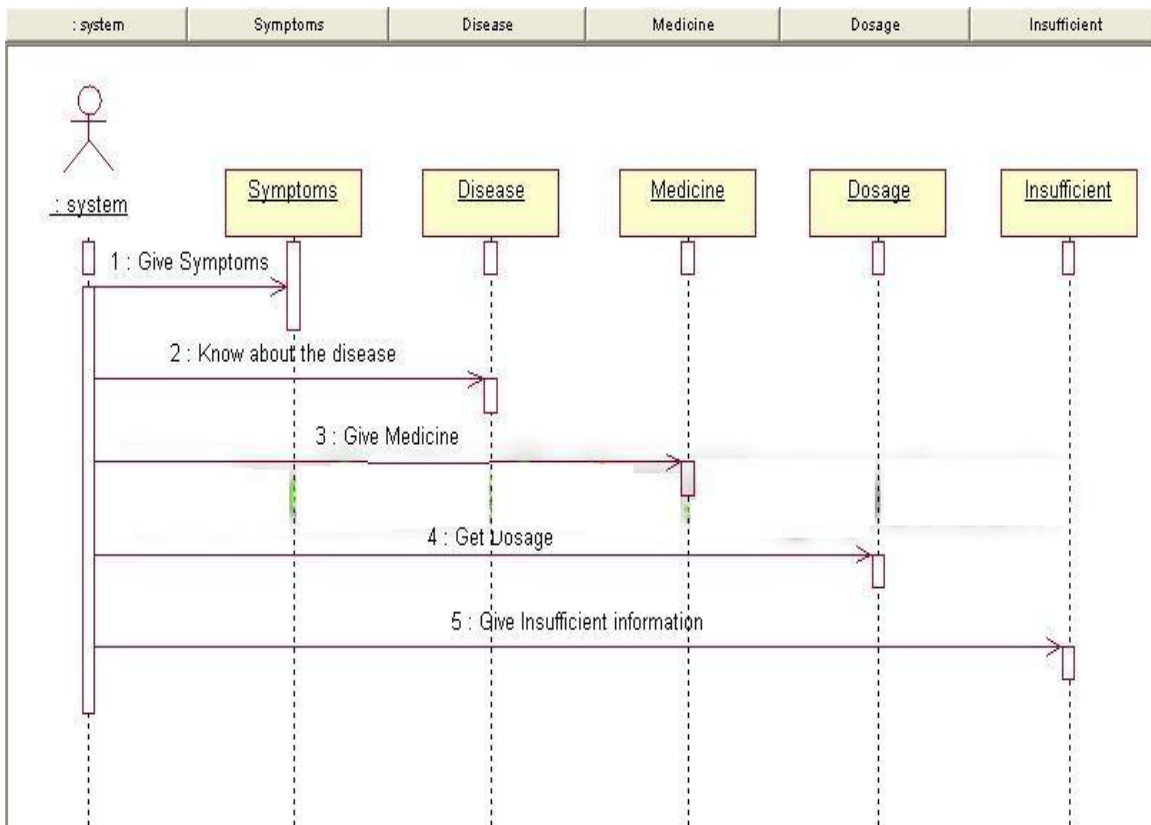 : system
Symptoms
Disease
Medicine
Dosage
Insufficient
: system
Symptoms
Disease
Medicine
Dosage
Insufficient
1 : Give Symptoms
2 : Know about the disease
3 : Give Medicine
4 : Get Dosage
5 : Give Insufficient information